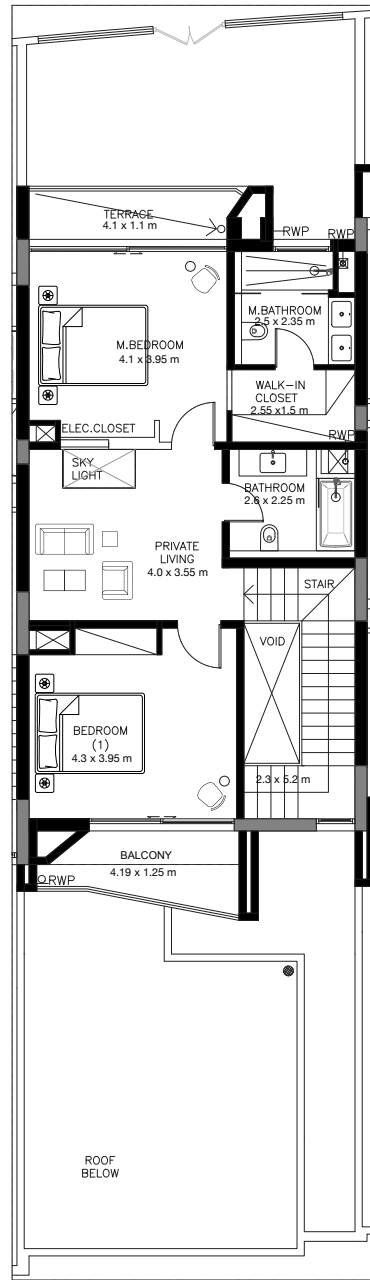 TERRACE
4.1 x 1.1 m
RWP
RWP
M.BATHROOM
2.5 x 2.35 m
M.BEDROOM
4.1 x 3.95 m
WALK-IN
CLOSET
2.55 x1.5 m
ELEC.CLOSET
RWP
SKY
LIGHT
BATHROOM
2.6 x 2.25 m
PRIVATE
LIVING
4.0 x 3.55 m
STAIR
VOID
BEDROOM
(1)
4.3 x 3.95 m
2.3 x 5.2 m
BALCONY
4.19 x 1.25 m
RWP
ROOF
BELOW